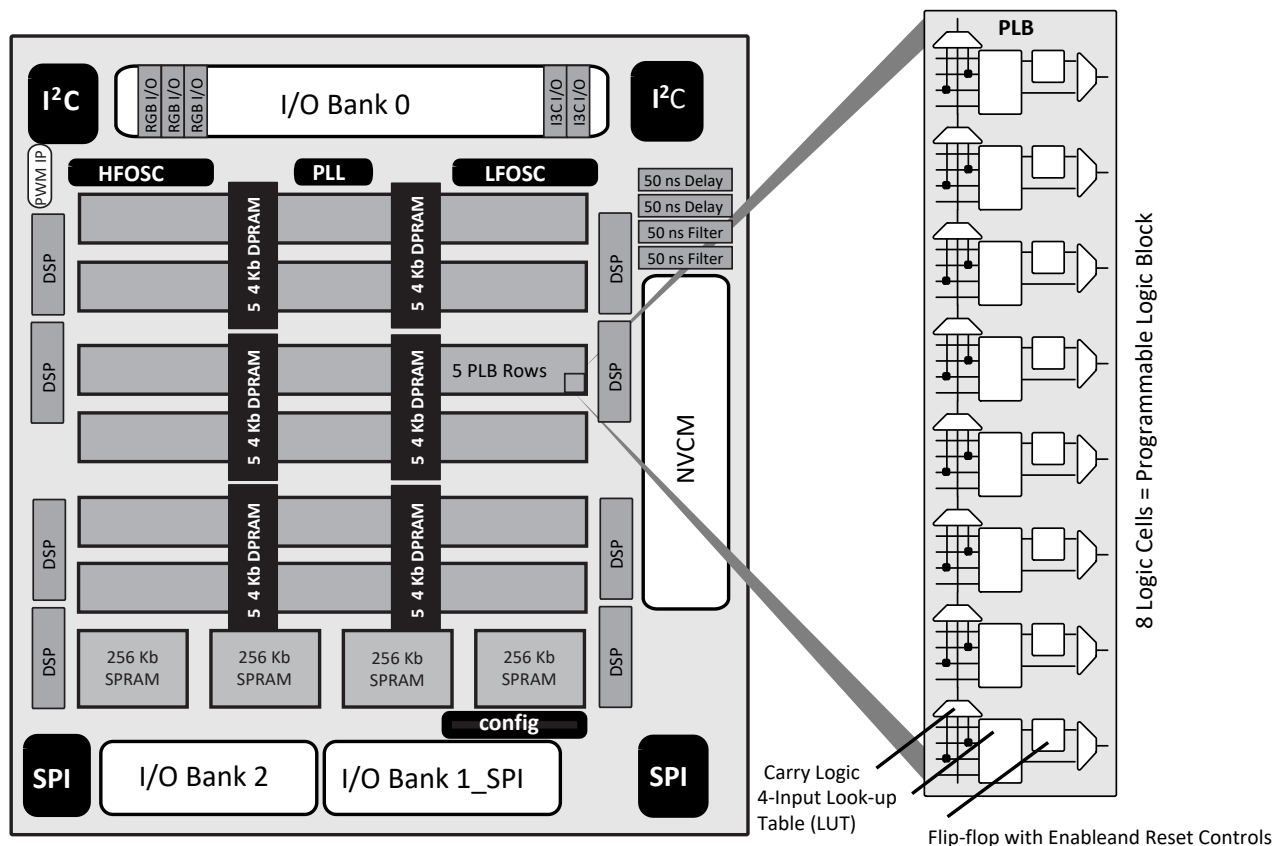 PLB
I²C
RGB I/O
RGB I/O
RGB I/O
I/O Bank 0
I3C I/O
I3C I/O
I²C
PWM IP
HFOSC
PLL
LFOSC
50 ns Delay
50 ns Delay
50 ns Filter
50 ns Filter
DSP
5 4 Kb DPRAM
5 4 Kb DPRAM
DSP
DSP
5 4 Kb DPRAM
5 4 Kb DPRAM
5 PLB Rows
DSP
NVCM
8 Logic Cells = Programmable Logic Block
DSP
5 4 Kb DPRAM
5 4 Kb DPRAM
DSP
DSP
256 Kb
SPRAM
256 Kb
SPRAM
256 Kb
SPRAM
256 Kb
SPRAM
DSP
config
SPI
I/O Bank 2
I/O Bank 1_SPI
SPI
Carry Logic
4-Input Look-up
Table (LUT)
Flip-flop with Enableand Reset Controls